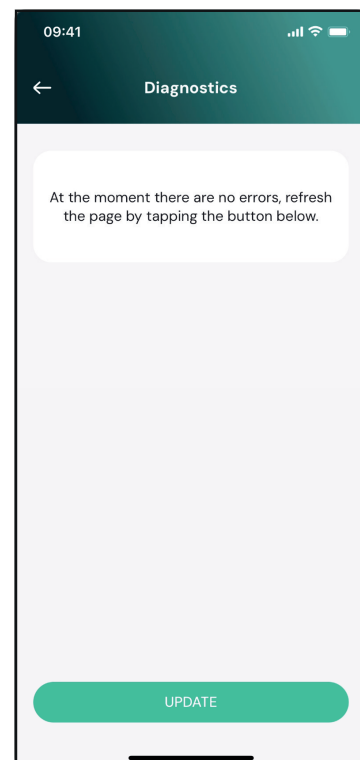 09:41
Diagnostics
At the moment there are no errors, refresh
the page by tapping the button below.
UPDATE